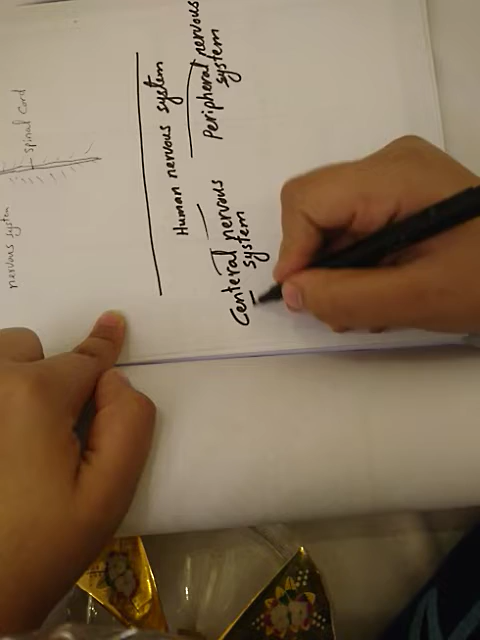 spinal Cord
nervous system
Human nervous system
Centeral nervous
system
Peripheral nervous
system